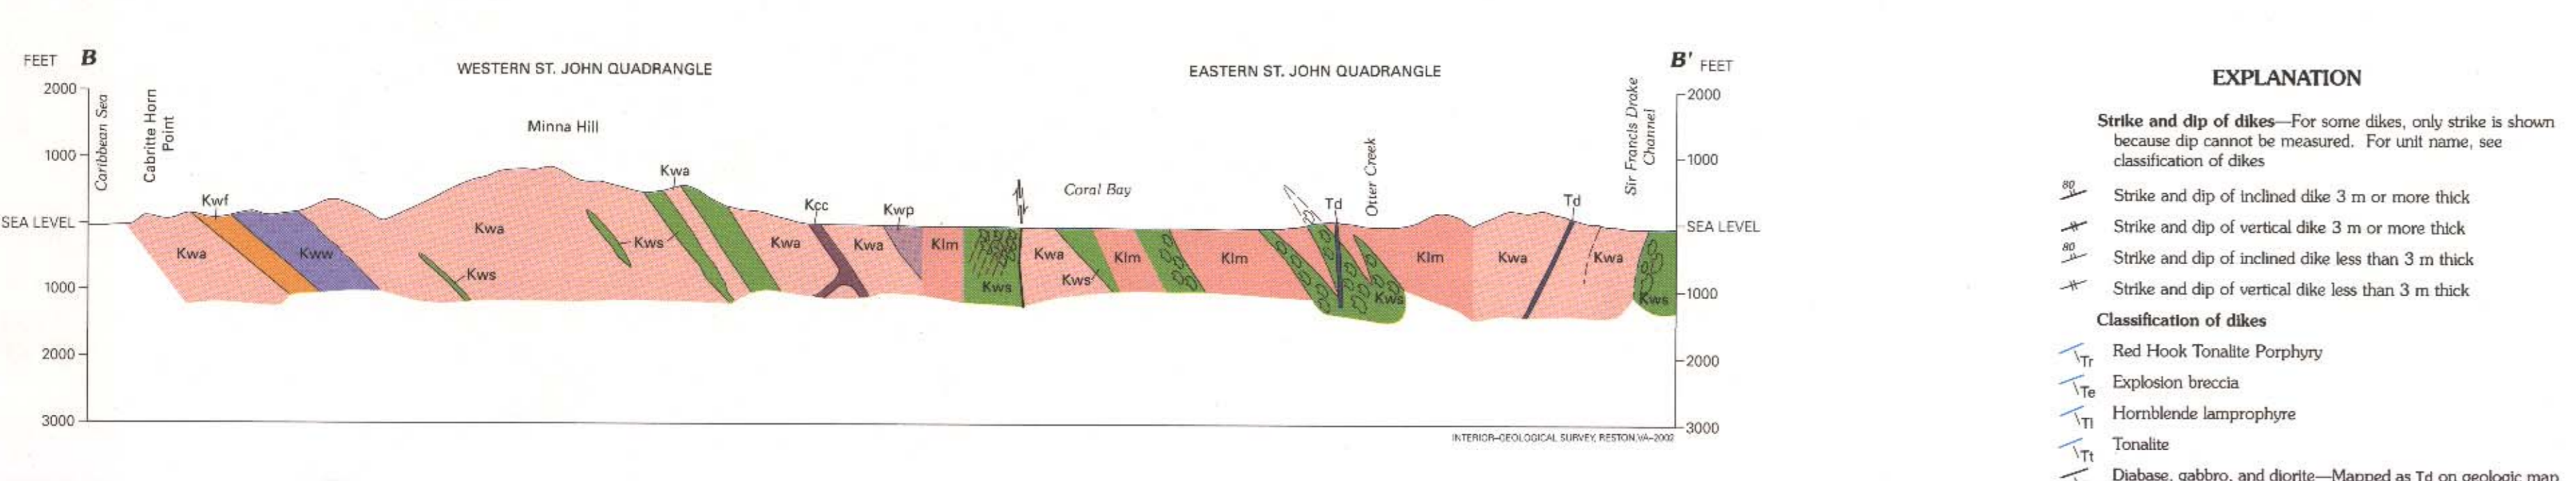 FEET B
WESTERN ST. JOHN QUADRANGLE
EASTERN ST. JOHN QUADRANGLE
B' FEET
2000
1000
SEA LEVEL
1000
2000
3000
Caribbean Sea
Cabritte Horn
Point
Minna Hill
Kwa
Kwf
Kww
Kwa
Kws
Kws
Kwa
Kwa
Kcc
Kwa
Kwp
Klm
Kws
Coral Bay
Kwa
Kws
Klm
Klm
Td
Kws
Otter Creek
Klm
Kwa
Td
Kwa
Kws
Sir Francis Drake
Channel
2000
1000
SEA LEVEL
1000
2000
3000
INTERIOR–GEOLOGICAL SURVEY, RESTON, VA–2002
EXPLANATION
Strike and dip of dikes—For some dikes, only strike is shown
because dip cannot be measured. For unit name, see
classification of dikes
80 Strike and dip of inclined dike 3 m or more thick
Strike and dip of vertical dike 3 m or more thick
80 Strike and dip of inclined dike less than 3 m thick
Strike and dip of vertical dike less than 3 m thick
Classification of dikes
Tr Red Hook Tonalite Porphyry
Te Explosion breccia
Tl Hornblende lamprophyre
Tt Tonalite
Diabase, gabbro, and diorite—Mapped as Td on geologic map